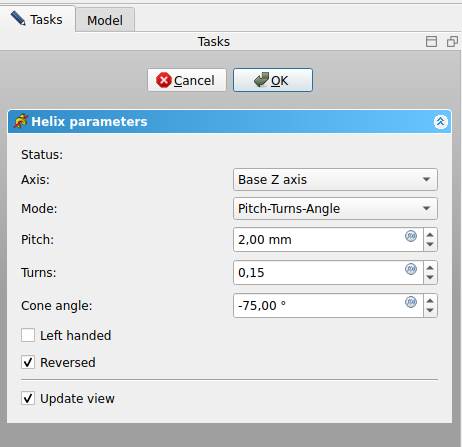 Tasks Model
Tasks
Cancel OK
Helix parameters
Status:
Axis: Base Z axis
Mode: Pitch-Turns-Angle
Pitch: 2,00 mm
Turns: 0,15
Cone angle: -75,00 °
Left handed
Reversed
Update view